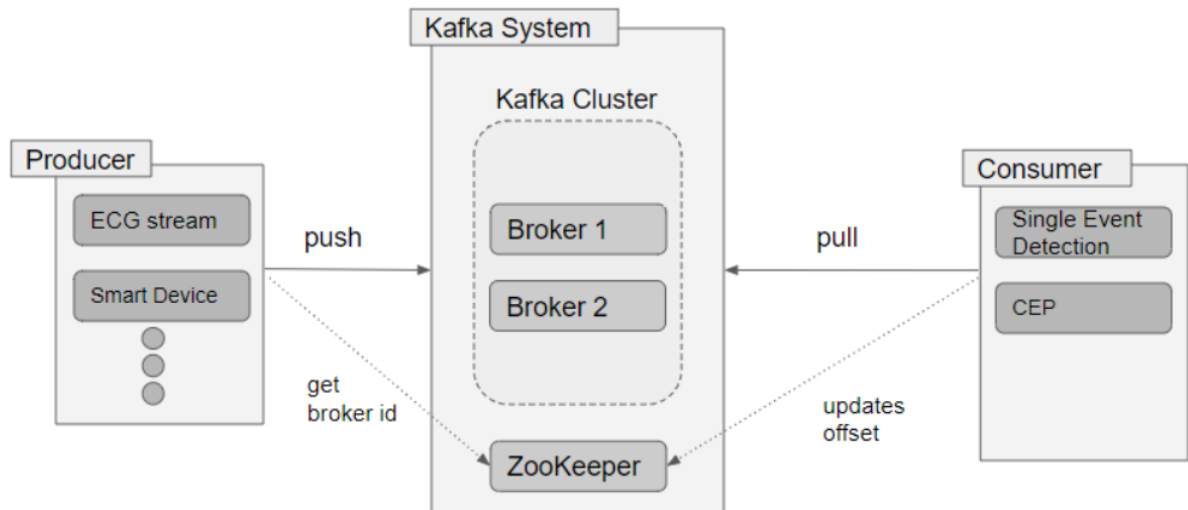 Kafka System
Kafka Cluster
Producer
ECG stream
Smart Device
push
get
broker id
Broker 1
Broker 2
ZooKeeper
pull
updates
offset
Consumer
Single Event
Detection
CEP